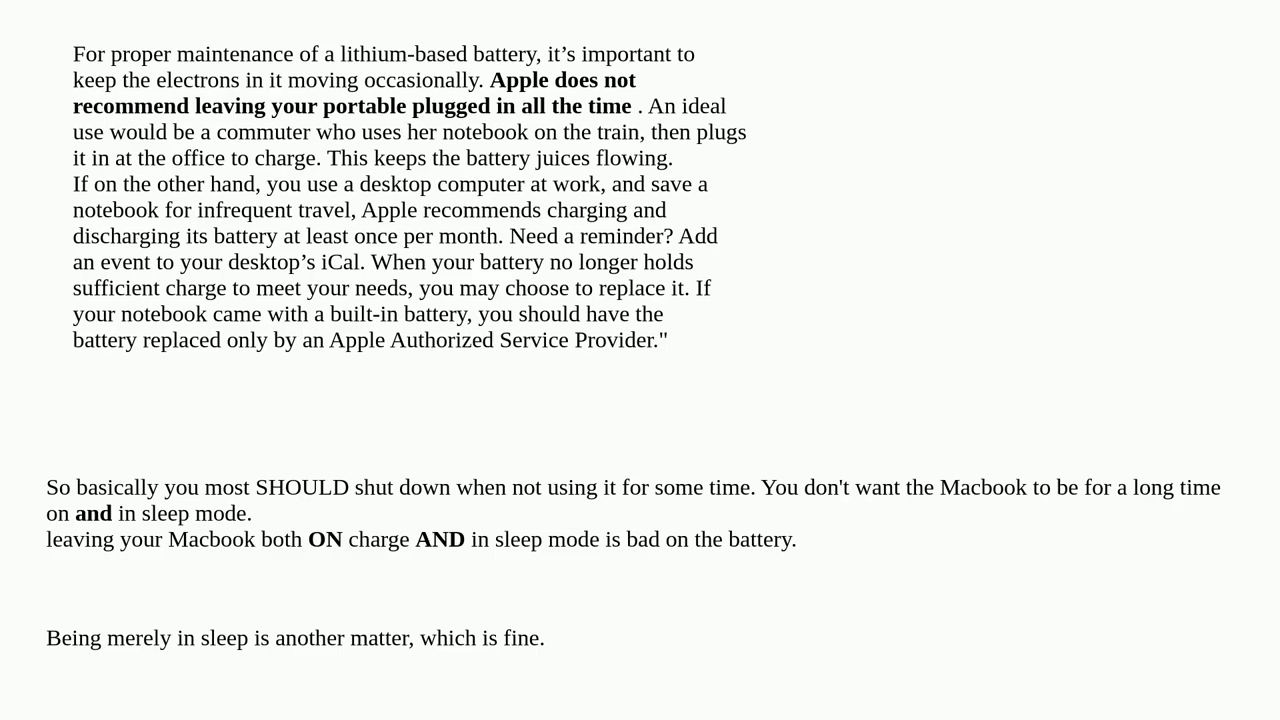 For proper maintenance of a lithium-based battery, it’s important to
keep the electrons in it moving occasionally. Apple does not
recommend leaving your portable plugged in all the time . An ideal
use would be a commuter who uses her notebook on the train, then plugs
it in at the office to charge. This keeps the battery juices flowing.
If on the other hand, you use a desktop computer at work, and save a
notebook for infrequent travel, Apple recommends charging and
discharging its battery at least once per month. Need a reminder? Add
an event to your desktop’s iCal. When your battery no longer holds
sufficient charge to meet your needs, you may choose to replace it. If
your notebook came with a built-in battery, you should have the
battery replaced only by an Apple Authorized Service Provider."
So basically you most SHOULD shut down when not using it for some time. You don't want the Macbook to be for a long time
on and in sleep mode.
leaving your Macbook both ON charge AND in sleep mode is bad on the battery.
Being merely in sleep is another matter, which is fine.